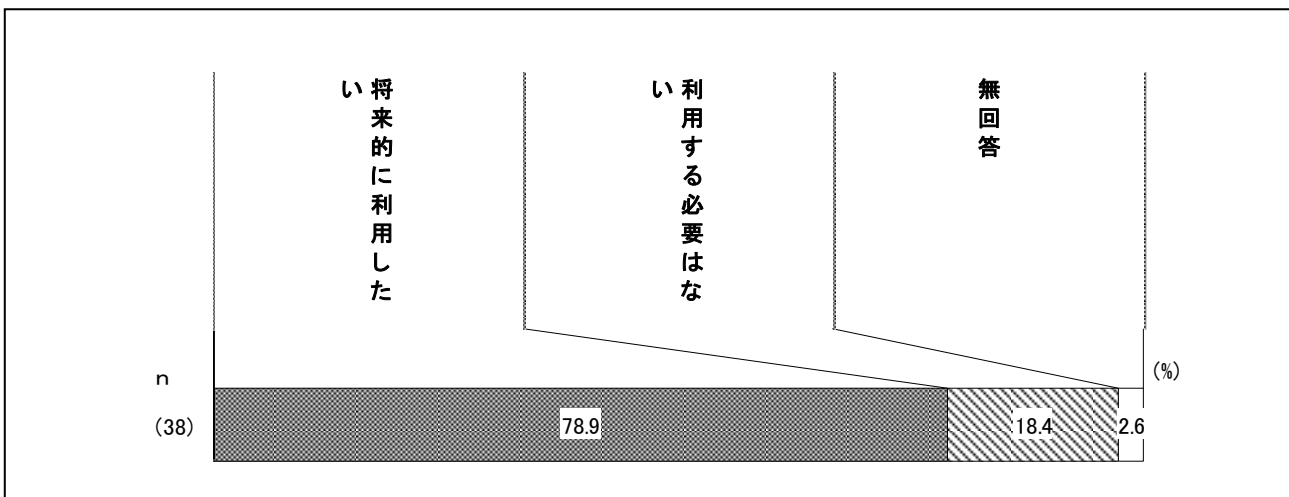 将来的に利用した
い
利用する必要はな
い
無回答
(%)
n
(38)
78.9
18.4
2.6